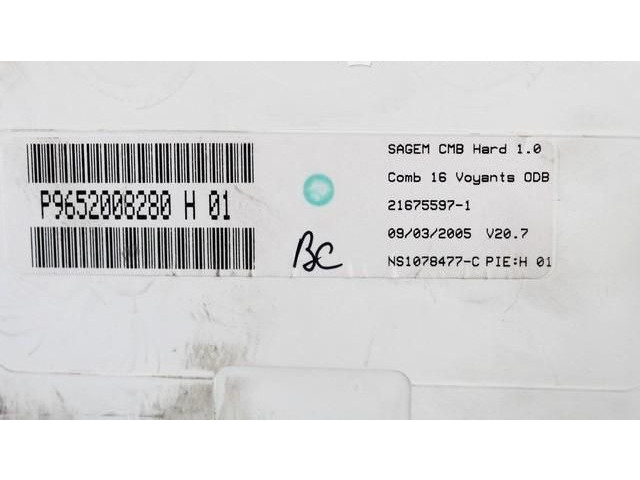 P9652008280 H 01
BC
SAGEM CMB Hard 1.0
Comb 16 Voyants ODB
21675597-1
09/03/2005 V20.7
NS1078477-C PIE:H 01